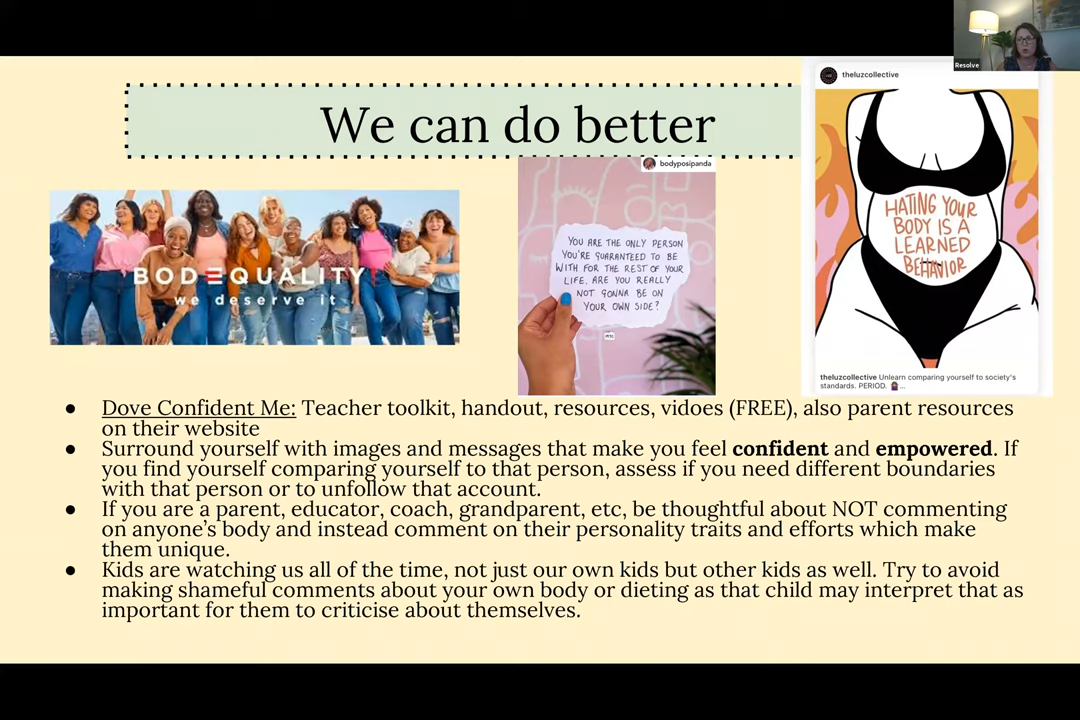 Resolve
We can do better
theluzcollective
bodyposipanda
BODEQUALITY
we deserve it
YOU ARE THE ONLY PERSON
YOU'RE GUARANTEED TO BE
WITH FOR THE REST OF YOUR
LIFE. ARE YOU REALLY
NOT GONNA BE ON
YOUR OWN SIDE?
HATING YOUR
BODY IS A
LEARNED
BEHAVIOR
theluzcollective Unlearn comparing yourself to society's
standards. PERIOD. ...
● Dove Confident Me: Teacher toolkit, handout, resources, vidoes (FREE), also parent resources
on their website
● Surround yourself with images and messages that make you feel confident and empowered. If
you find yourself comparing yourself to that person, assess if you need different boundaries
with that person or to unfollow that account.
● If you are a parent, educator, coach, grandparent, etc, be thoughtful about NOT commenting
on anyone's body and instead comment on their personality traits and efforts which make
them unique.
● Kids are watching us all of the time, not just our own kids but other kids as well. Try to avoid
making shameful comments about your own body or dieting as that child may interpret that as
important for them to criticise about themselves.